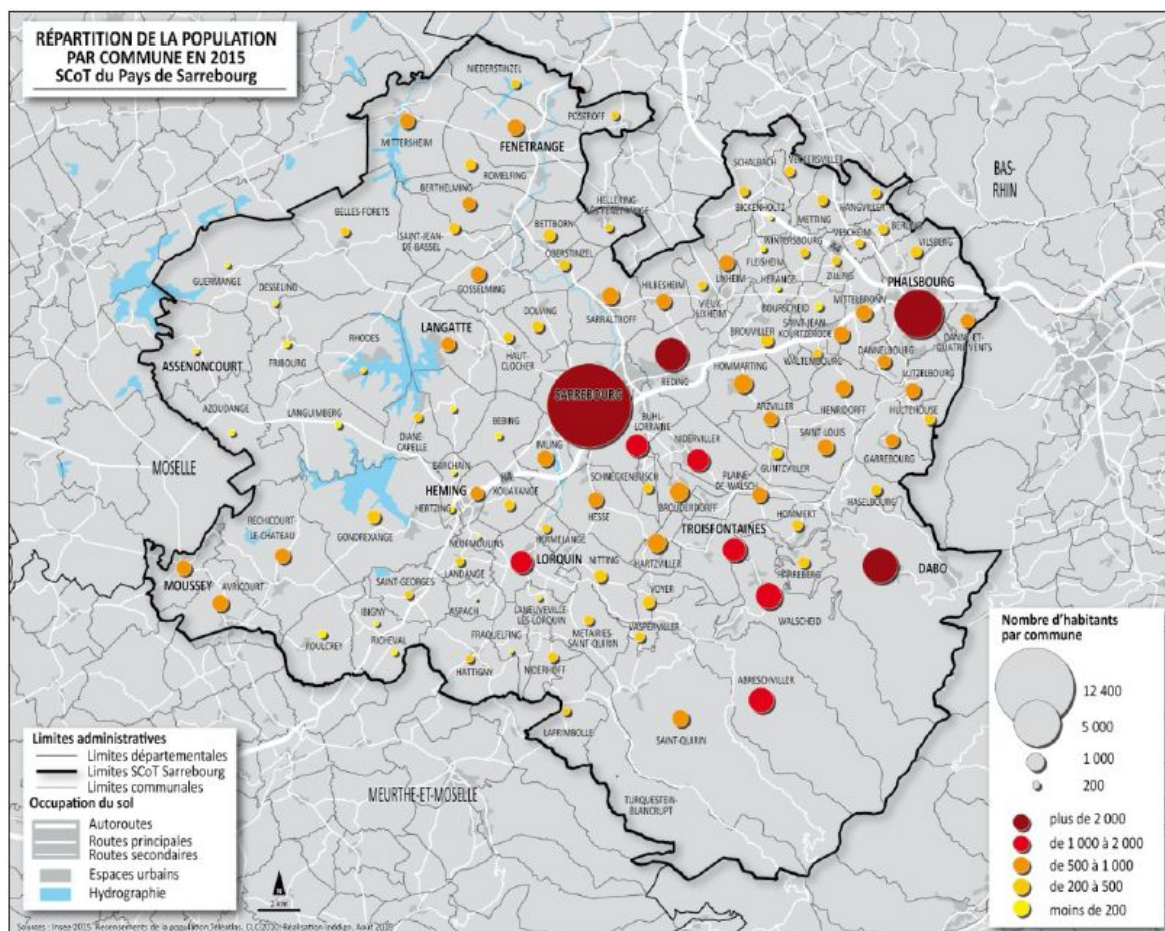 RÉPARTITION DE LA POPULATION
PAR COMMUNE EN 2015
SCoT du Pays de Sarrebourg
NIEDERSTINZEL
POSTROFF
MITTERSHEIM
FENETRANGE
SCHALBACH
BAS-
RHIN
ROMELFING
BERTHELMING
HELLERING-
BICKENHOLTZ
METTING
BERLING
BELLES-FORETS
SAINT-JEAN-
DE-BASSEL
BETTBORN
WINTERSBOURG
VESCHEIM
VILSBERG
OBERSTINZEL
FLEISHEIM
ZILLING
GUERMANGE
LIXHEIM
HERANGE
PHALSBOURG
DESSELING
GOSSELMING
HILBESHEIM
VIEUX-
LIXHEIM
BOURSCHEID
MITTELBRONN
SARRALTROFF
DOLVING
BROUVILLER
SAINT-JEAN-
KOURTZERODE
DANNE-ET-
QUATRE-VENTS
LANGATTE
RHODES
HAUT-
CLOCHER
WALTENBOURG
DANNELBOURG
ASSENONCOURT
FRIBOURG
REDING
HOMMARTING
LUTZELBOURG
SARREBOURG
AZOUDANGE
LANGUIMBERG
BUHL-
LORRAINE
ARZVILLER
HENRIDORFF
HULTEHOUSE
DIANE-
CAPELLE
BEBING
NIDERVILLER
SAINT-LOUIS
IMLING
GARREBOURG
MOSELLE
BARCHAIN
SCHNECKENBUSCH
PLAINE-
DE-WALSCH
GUNTZVILLER
HEMING
XOUAXANGE
HASELBOURG
HERTZING
HESSE
BROUDERDORFF
RECHICOURT-
LE-CHATEAU
GONDREXANGE
HERMELANGE
TROISFONTAINES
HOMMERT
NEUFMOULINS
LORQUIN
NITTING
HARTZVILLER
HARREBERG
DABO
MOUSSEY
AVRICOURT
SAINT-GEORGES
LANDANGE
VOYER
WALSCHEID
IBIGNY
ASPACH
LANEUVEVILLE-
LES-LORQUIN
FOULCREY
RICHEVAL
FRAQUELFING
METAIRIES-
SAINT-QUIRIN
VASPERVILLER
HATTIGNY
NIDERHOFF
ABRESCHVILLER
LAFRIMBOLLE
SAINT-QUIRIN
MEURTHE-ET-MOSELLE
TURQUESTEIN-
BLANCRUPT
Nombre d'habitants
par commune
12 400
5 000
1 000
200
plus de 2 000
de 1 000 à 2 000
de 500 à 1 000
de 200 à 500
moins de 200
Limites administratives
Limites départementales
Limites SCoT Sarrebourg
Limites communales
Occupation du sol
Autoroutes
Routes principales
Routes secondaires
Espaces urbains
Hydrographie
N
2 km